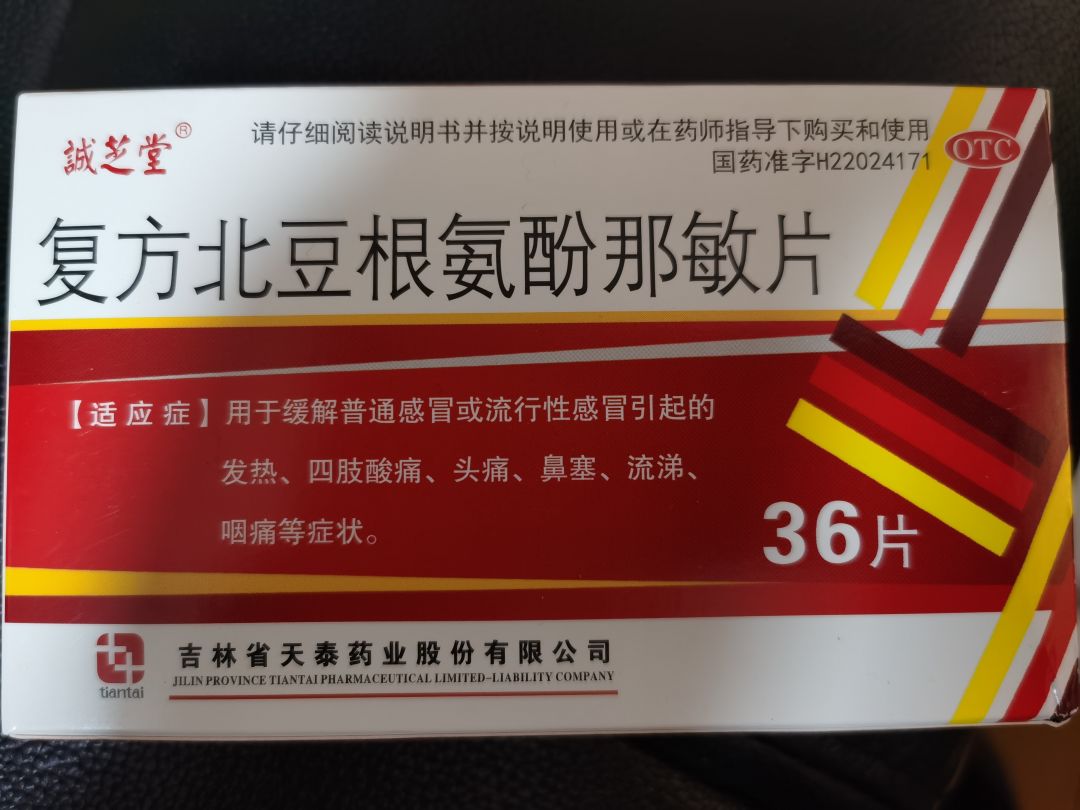 誠芝堂®
请仔细阅读说明书并按说明使用或在药师指导下购买和使用
国药准字H22024171
OTC
复方北豆根氨酚那敏片
【适应症】用于缓解普通感冒或流行性感冒引起的
发热、四肢酸痛、头痛、鼻塞、流涕、
咽痛等症状。
36片
tiantai
吉林省天泰药业股份有限公司
JILIN PROVINCE TIANTAI PHARMACEUTICAL LIMITED-LIABILITY COMPANY